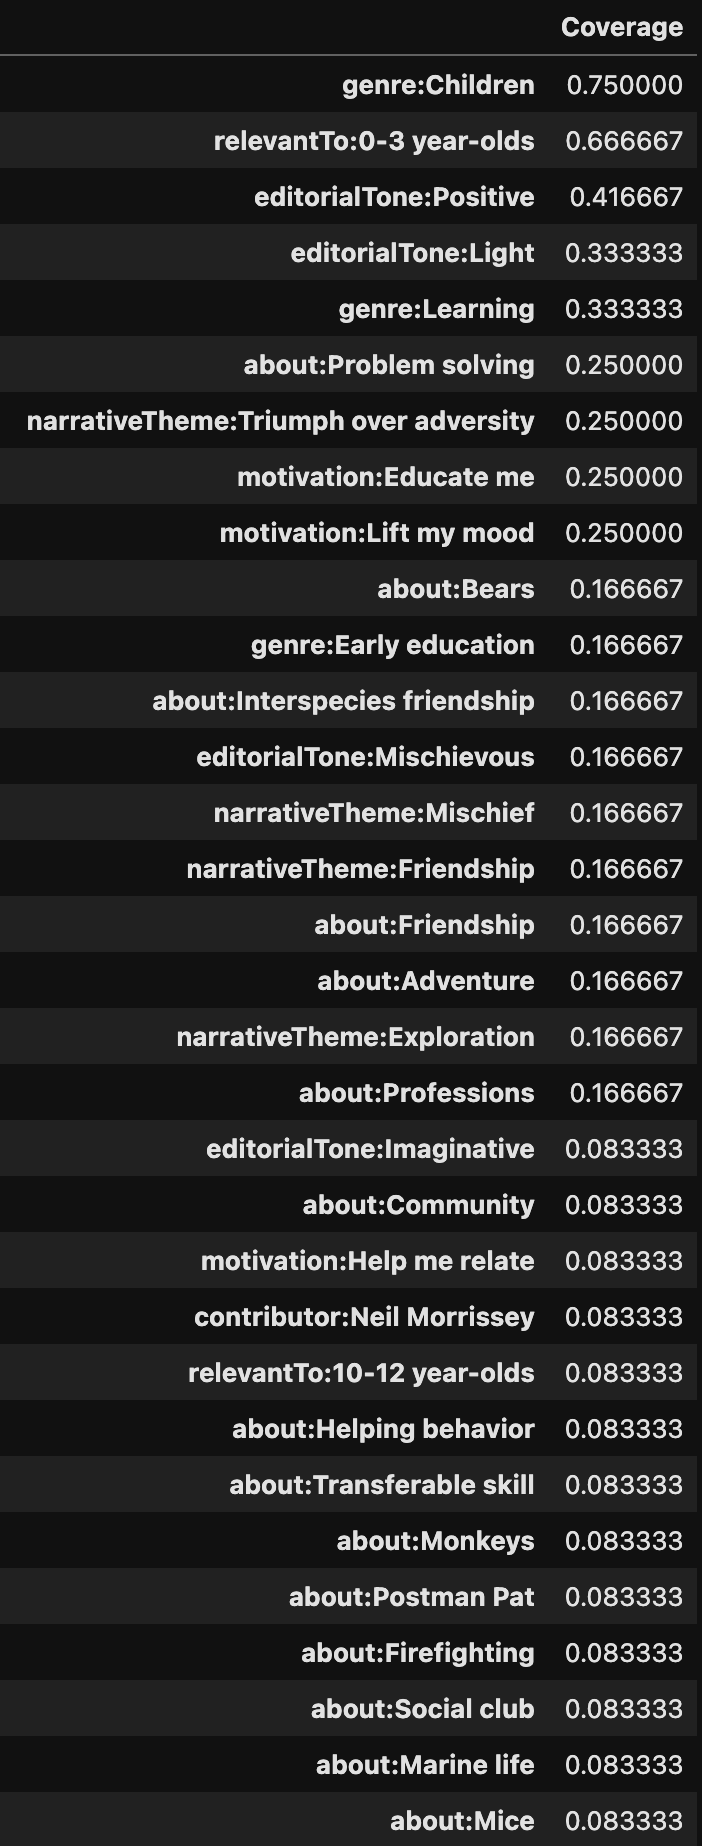 Coverage
genre:Children 0.750000
relevantTo:0-3 year-olds 0.666667
editorialTone:Positive 0.416667
editorialTone:Light 0.333333
genre:Learning 0.333333
about:Problem solving 0.250000
narrativeTheme:Triumph over adversity 0.250000
motivation:Educate me 0.250000
motivation:Lift my mood 0.250000
about:Bears 0.166667
genre:Early education 0.166667
about:Interspecies friendship 0.166667
editorialTone:Mischievous 0.166667
narrativeTheme:Mischief 0.166667
narrativeTheme:Friendship 0.166667
about:Friendship 0.166667
about:Adventure 0.166667
narrativeTheme:Exploration 0.166667
about:Professions 0.166667
editorialTone:Imaginative 0.083333
about:Community 0.083333
motivation:Help me relate 0.083333
contributor:Neil Morrissey 0.083333
relevantTo:10-12 year-olds 0.083333
about:Helping behavior 0.083333
about:Transferable skill 0.083333
about:Monkeys 0.083333
about:Postman Pat 0.083333
about:Firefighting 0.083333
about:Social club 0.083333
about:Marine life 0.083333
about:Mice 0.083333